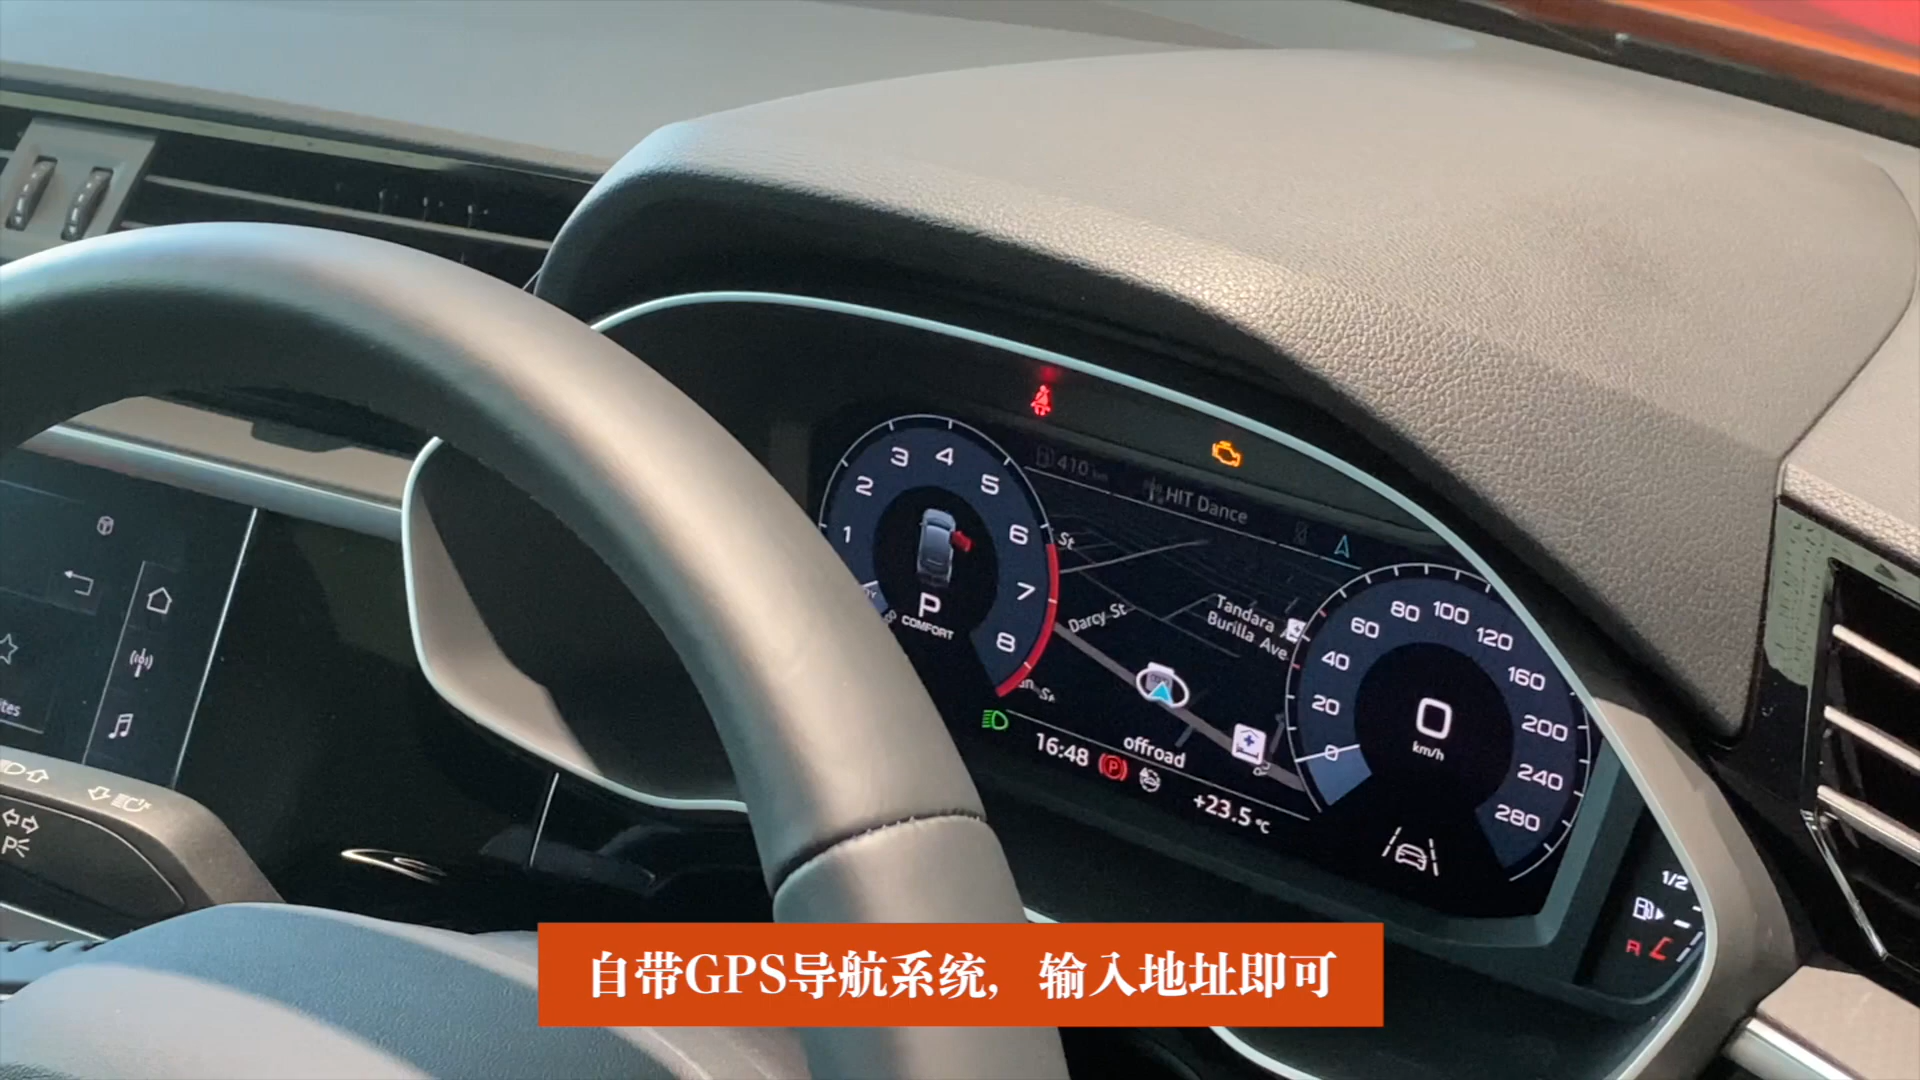 410 km
HIT Dance
1
2
3
4
5
6
7
8
P
COMFORT
St
Darcy St
Tandara
Burilla Ave
offroad
16:48
+23.5 °C
0
20
40
60
80
100
120
160
200
240
280
0
km/h
1/2
R
P
自带GPS导航系统，输入地址即可